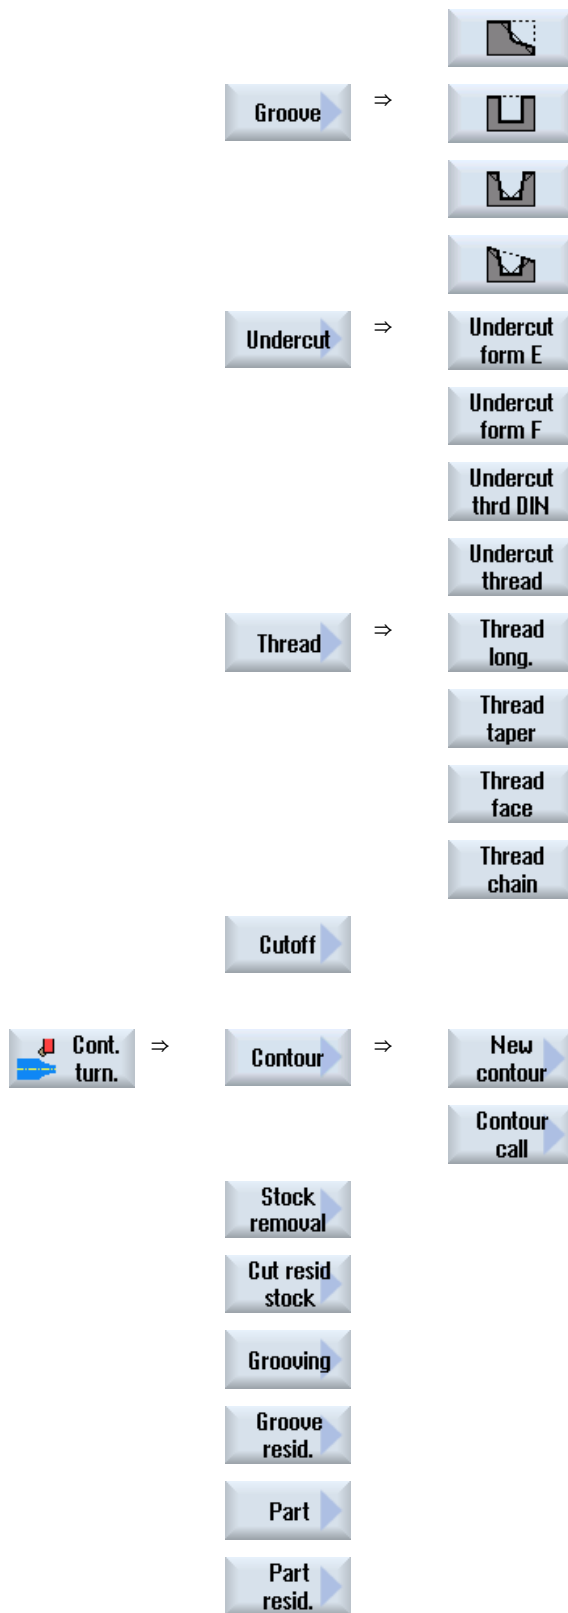 Groove ⇒
Undercut ⇒ Undercut
form E
Undercut
form F
Undercut
thrd DIN
Undercut
thread
Thread ⇒ Thread
long.
Thread
taper
Thread
face
Thread
chain
Cutoff
Cont.
turn.
⇒ Contour ⇒ New
contour
Contour
call
Stock
removal
Cut resid
stock
Grooving
Groove
resid.
Part
Part
resid.